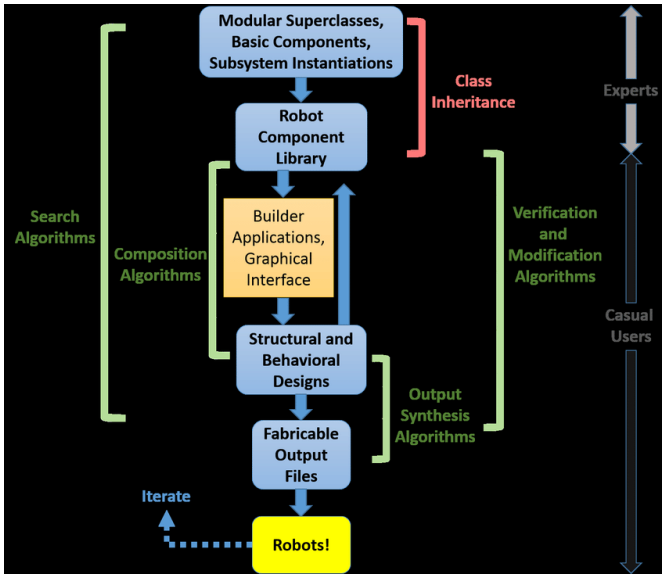 Modular Superclasses,
Basic Components,
Subsystem Instantiations
Class
Inheritance
Experts
Robot
Component
Library
Search
Algorithms
Composition
Algorithms
Builder
Applications,
Graphical
Interface
Verification
and
Modification
Algorithms
Casual
Users
Structural and
Behavioral
Designs
Output
Synthesis
Algorithms
Fabricable
Output
Files
Iterate
Robots!